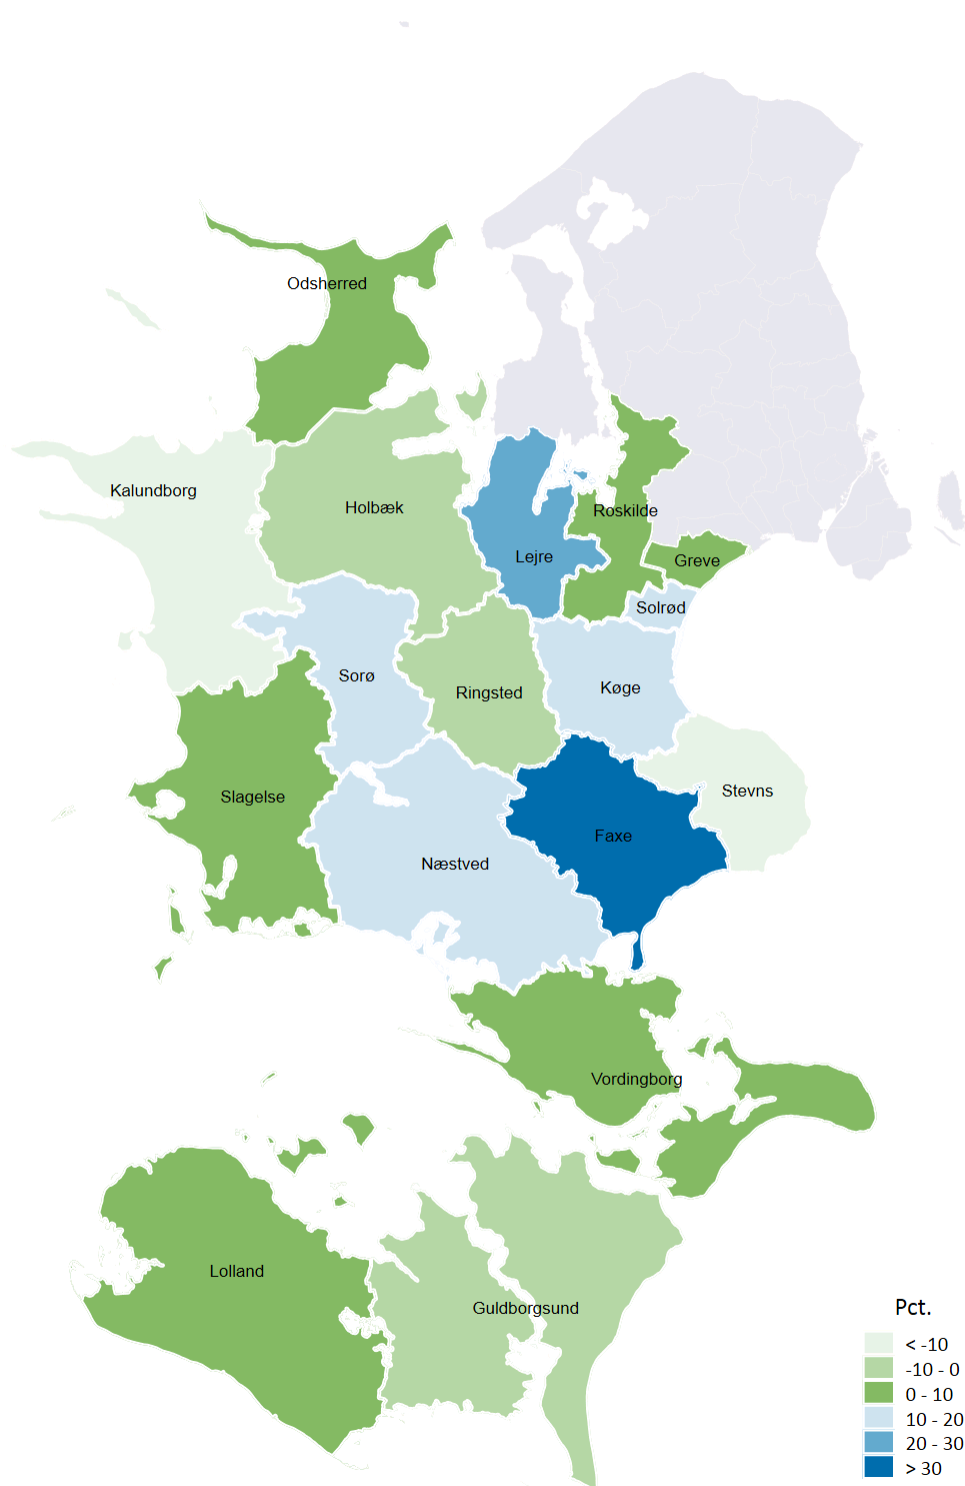 Odsherred
Kalundborg
Holbæk
Roskilde
Lejre
Greve
Solrød
Sorø
Ringsted
Køge
Slagelse
Stevns
Faxe
Næstved
Vordingborg
Lolland
Guldborgsund
Pct.
< -10
-10 - 0
0 - 10
10 - 20
20 - 30
> 30